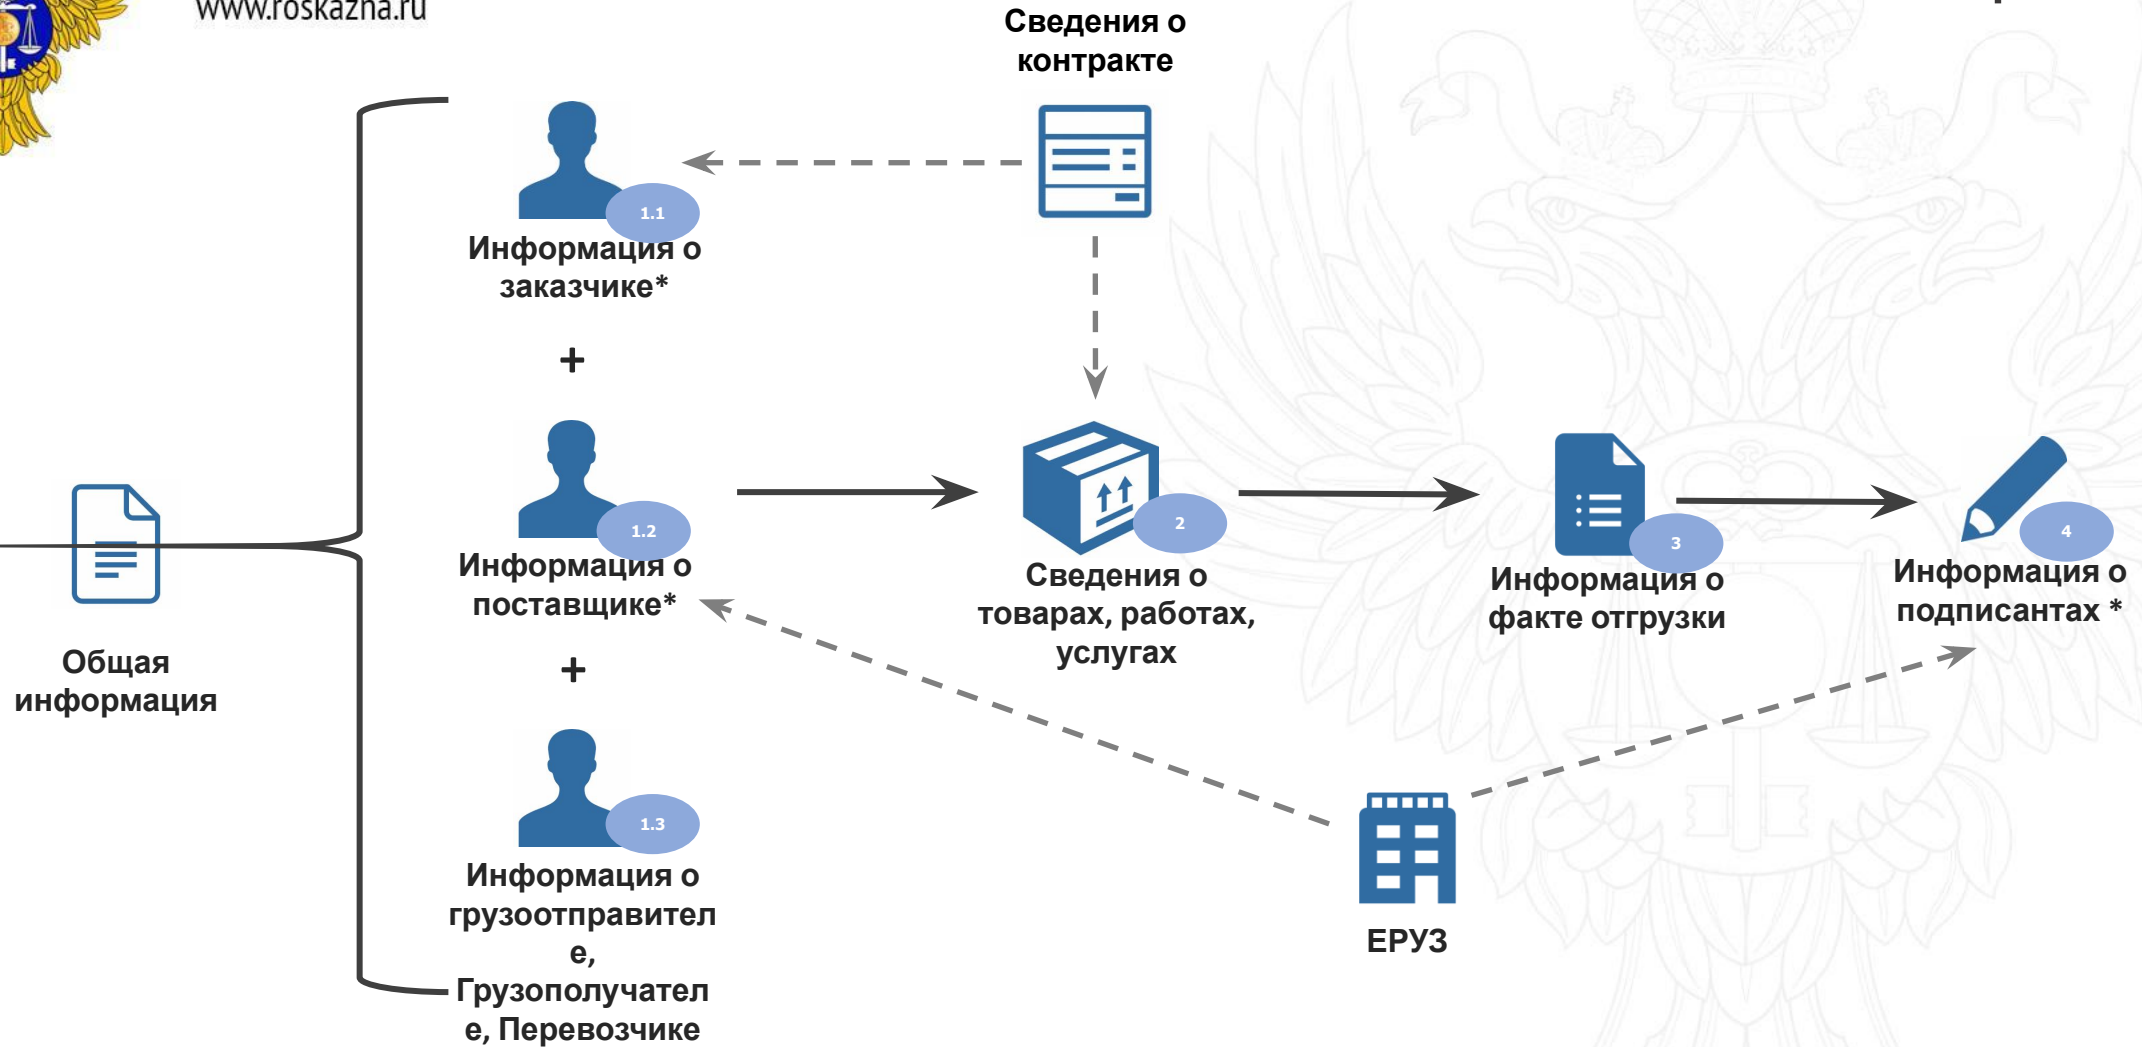 www.roskazna.ru
Сведения о
контракте
1.1
Информация о
заказчике*
+
1.2
Информация о
поставщике*
+
1.3
Информация о
грузоотправител
е,
Грузополучател
е, Перевозчике
Общая
информация
2
Сведения о
товарах, работах,
услугах
3
Информация о
факте отгрузки
4
Информация о
подписантах *
ЕРУЗ